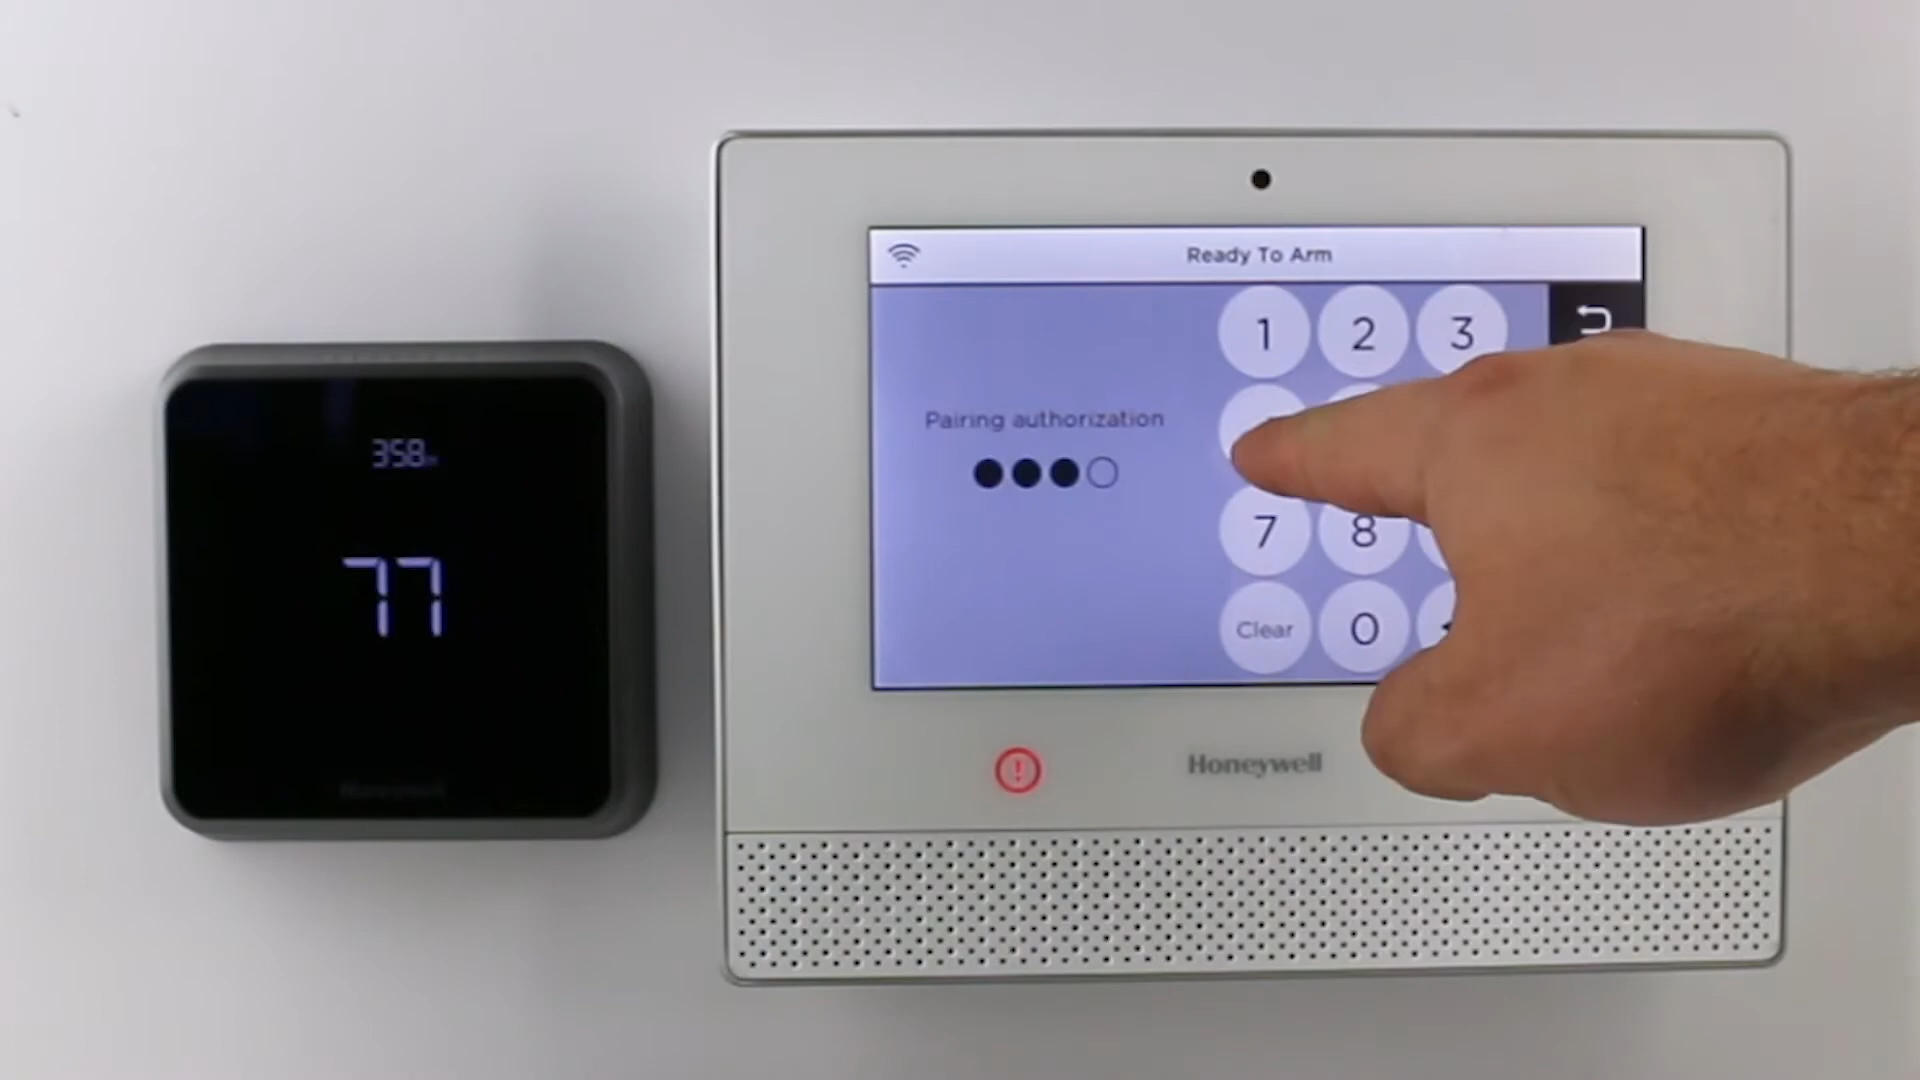 358
77
Ready To Arm
1 2 3
Pairing authorization
7 8
Clear 0
Honeywell
Honeywell